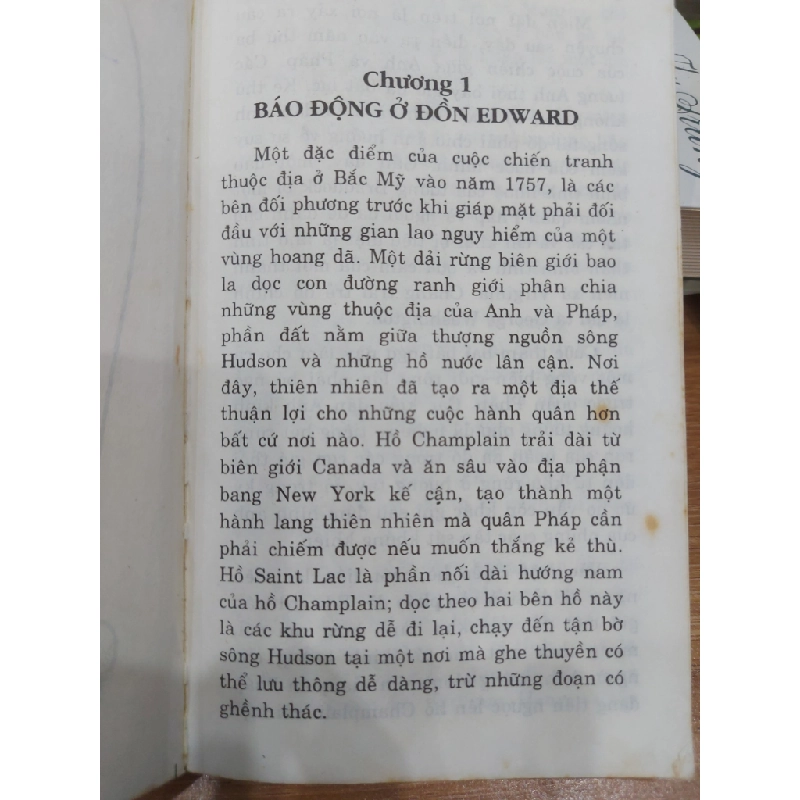 Chương 1
BÁO ĐỘNG Ở ĐỒN EDWARD
Một đặc điểm của cuộc chiến tranh
thuộc địa ở Bắc Mỹ vào năm 1757, là các
bên đối phương trước khi giáp mặt phải đối
đầu với những gian lao nguy hiểm của một
vùng hoang dã. Một dải rừng biên giới bao
la dọc con đường ranh giới phân chia
những vùng thuộc địa của Anh và Pháp,
phần đất nằm giữa thượng nguồn sông
Hudson và những hồ nước lân cận. Nơi
đây, thiên nhiên đã tạo ra một địa thế
thuận lợi cho những cuộc hành quân hơn
bất cứ nơi nào. Hồ Champlain trải dài từ
biên giới Canada và ăn sâu vào địa phận
bang New York kế cận, tạo thành một
hành lang thiên nhiên mà quân Pháp cần
phải chiếm được nếu muốn thắng kẻ thù.
Hồ Saint Lac là phần nối dài hướng nam
của hồ Champlain; dọc theo hai bên hồ này
là các khu rừng dễ đi lại, chạy đến tận bờ
sông Hudson tại một nơi mà ghe thuyền có
thể lưu thông dễ dàng, trừ những đoạn có
ghềnh thác.